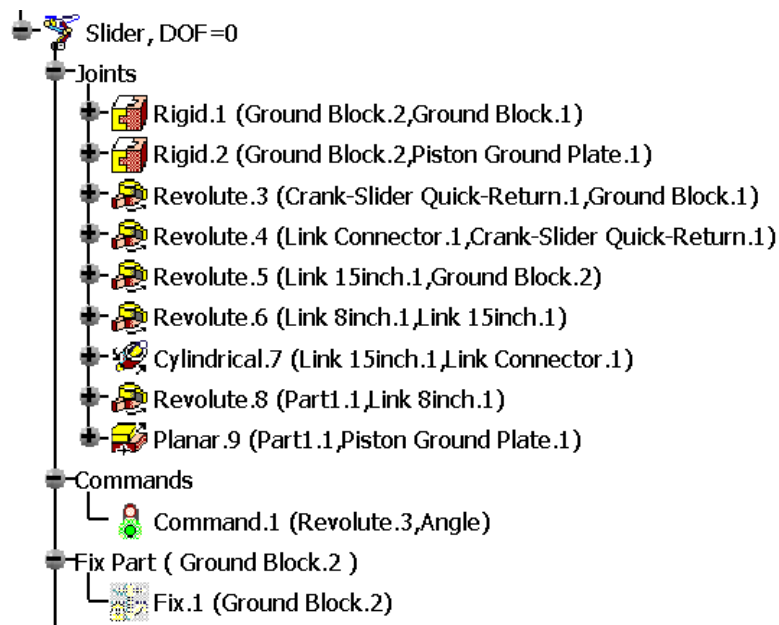 Slider, DOF=0
Joints
Rigid.1 (Ground Block.2,Ground Block.1)
Rigid.2 (Ground Block.2,Piston Ground Plate.1)
Revolute.3 (Crank-Slider Quick-Return.1,Ground Block.1)
Revolute.4 (Link Connector.1,Crank-Slider Quick-Return.1)
Revolute.5 (Link 15inch.1,Ground Block.2)
Revolute.6 (Link 8inch.1,Link 15inch.1)
Cylindrical.7 (Link 15inch.1,Link Connector.1)
Revolute.8 (Part1.1,Link 8inch.1)
Planar.9 (Part1.1,Piston Ground Plate.1)
Commands
Command.1 (Revolute.3,Angle)
Fix Part ( Ground Block.2 )
Fix.1 (Ground Block.2)